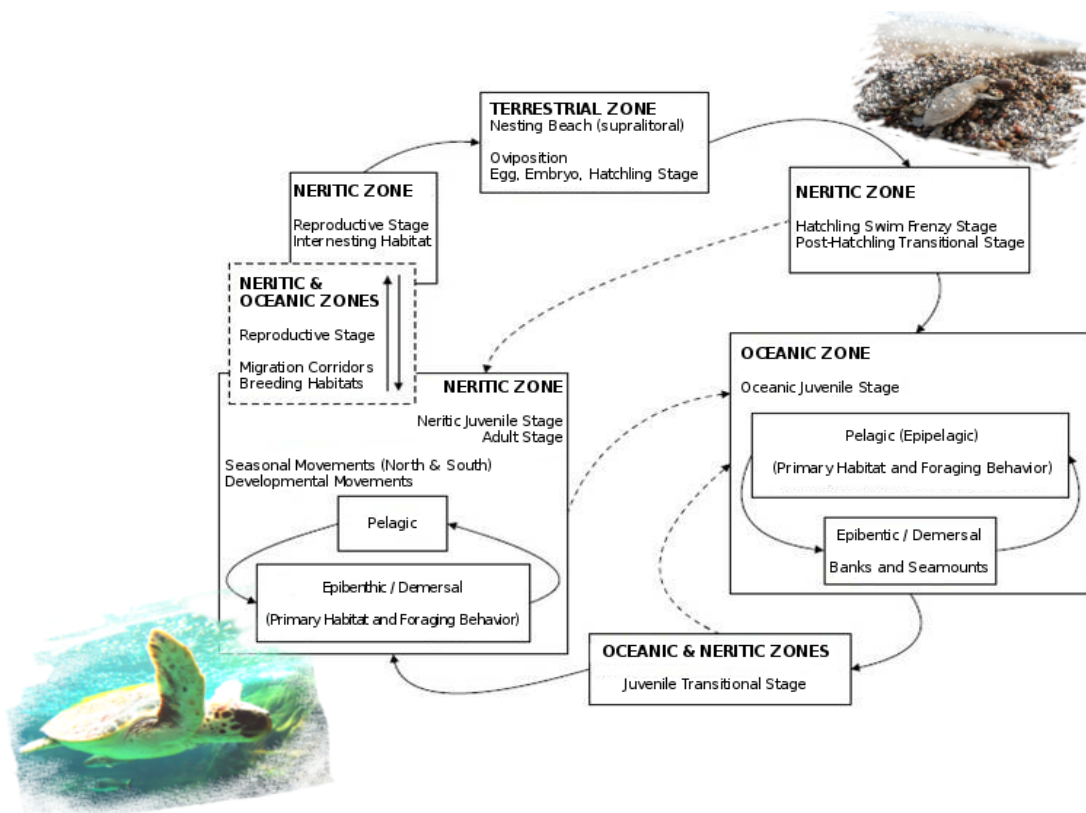 TERRESTRIAL ZONE
Nesting Beach (supralitoral)
Oviposition
Egg, Embryo, Hatchling Stage
NERITIC ZONE
Reproductive Stage
Internesting Habitat
NERITIC ZONE
Hatchling Swim Frenzy Stage
Post-Hatchling Transitional Stage
NERITIC &
OCEANIC ZONES
Reproductive Stage
Migration Corridors
Breeding Habitats
OCEANIC ZONE
Oceanic Juvenile Stage
Pelagic (Epipelagic)
(Primary Habitat and Foraging Behavior)
Epibentic / Demersal
Banks and Seamounts
NERITIC ZONE
Neritic Juvenile Stage
Adult Stage
Seasonal Movements (North & South)
Developmental Movements
Pelagic
Epibenthic / Demersal
(Primary Habitat and Foraging Behavior)
OCEANIC & NERITIC ZONES
Juvenile Transitional Stage